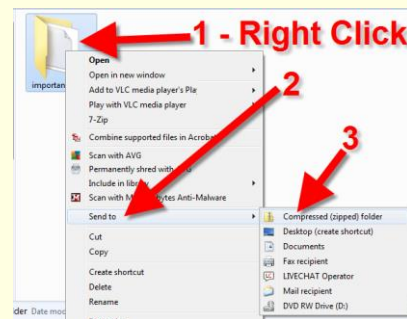 1 - Right Click
important
Open
Open in new window
Add to VLC media player's Play
Play with VLC media player
7-Zip
Combine supported files in Acrobat
Scan with AVG
Permanently shred with
Include in library
Scan with Malwarebytes Anti-Malware
Send to
Cut
Copy
Create shortcut
Delete
Rename
2
3
Compressed (zipped) folder
Desktop (create shortcut)
Documents
Fax recipient
LIVECHAT Operator
Mail recipient
DVD RW Drive (D:)
der Date mod